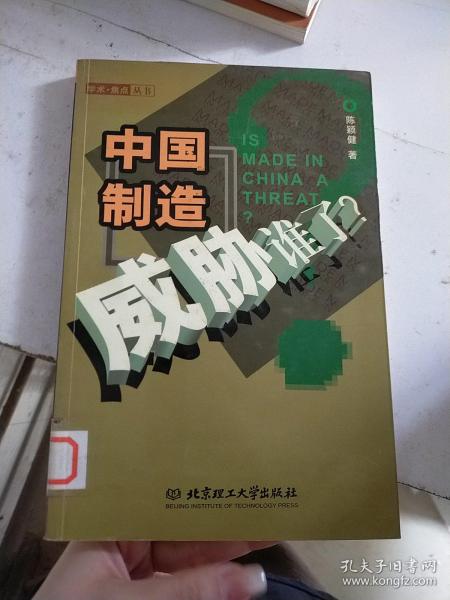 学术·焦点丛书
中国
制造
威胁谁了?
IS
MADE IN
CHINA A
THREAT
?
陈颖健 著
北京理工大学出版社
BEIJING INSTITUTE OF TECHNOLOGY PRESS
孔夫子旧书网
www.kongfz.com